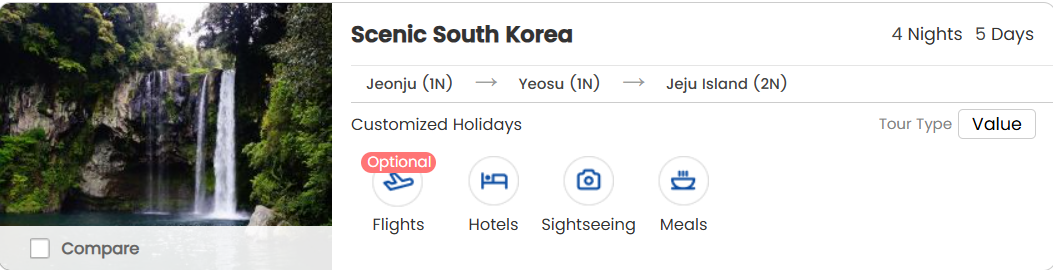 Scenic South Korea
4 Nights 5 Days
Jeonju (1N) → Yeosu (1N) → Jeju Island (2N)
Customized Holidays
Tour Type Value
Optional
Flights Hotels Sightseeing Meals
Compare